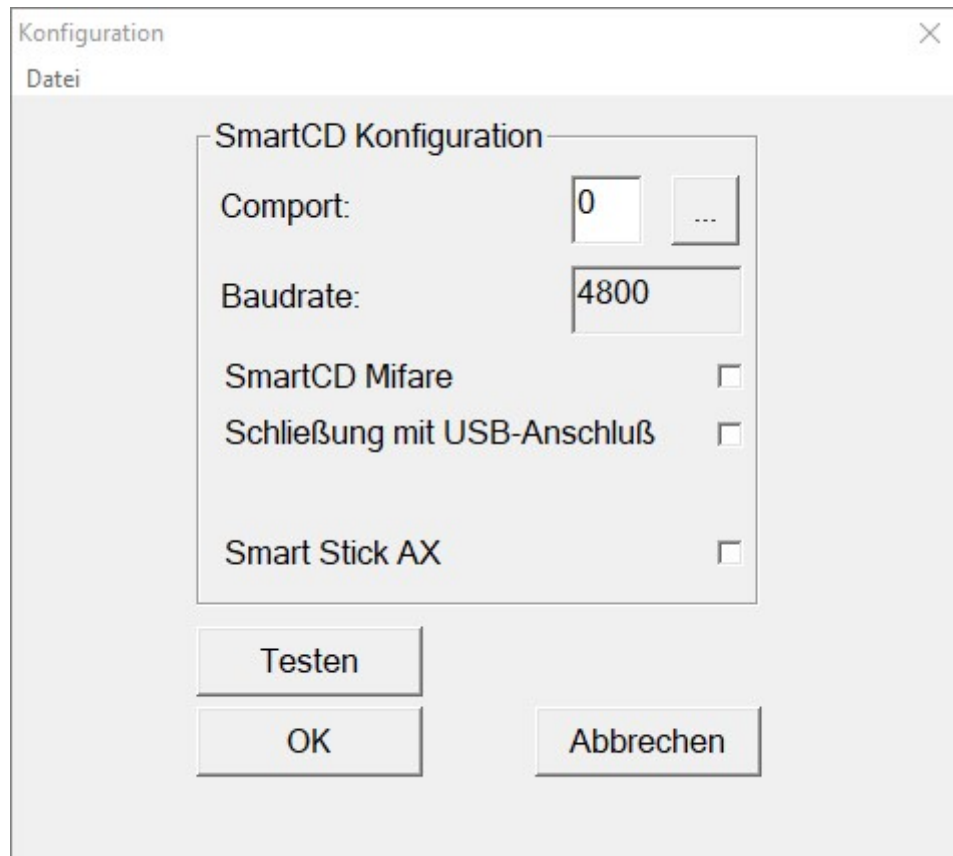 Konfiguration
Datei
SmartCD Konfiguration
Comport: 0 ...
Baudrate: 4800
SmartCD Mifare
Schließung mit USB-Anschluß
Smart Stick AX
Testen
OK Abbrechen